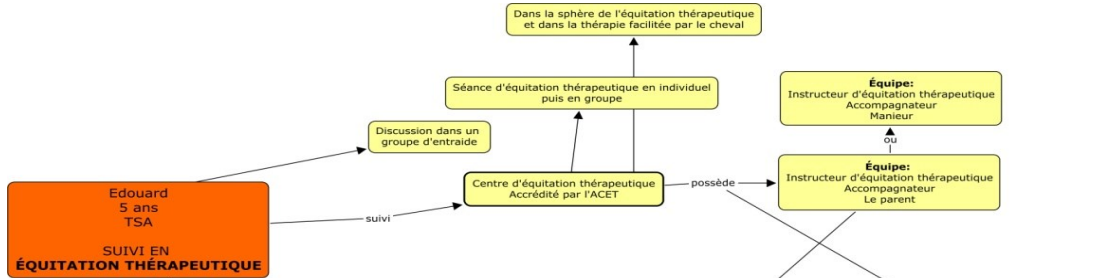 Dans la sphère de l'équitation thérapeutique
et dans la thérapie facilitée par le cheval
Séance d'équitation thérapeutique en individuel
puis en groupe
Équipe:
Instructeur d'équitation thérapeutique
Accompagnateur
Manieur
Discussion dans un
groupe d'entraide
ou
Équipe:
Instructeur d'équitation thérapeutique
Accompagnateur
Le parent
Centre d'équitation thérapeutique
Accrédité par l'ACET
possède
Edouard
5 ans
TSA
SUIVI EN
ÉQUITATION THÉRAPEUTIQUE
suivi